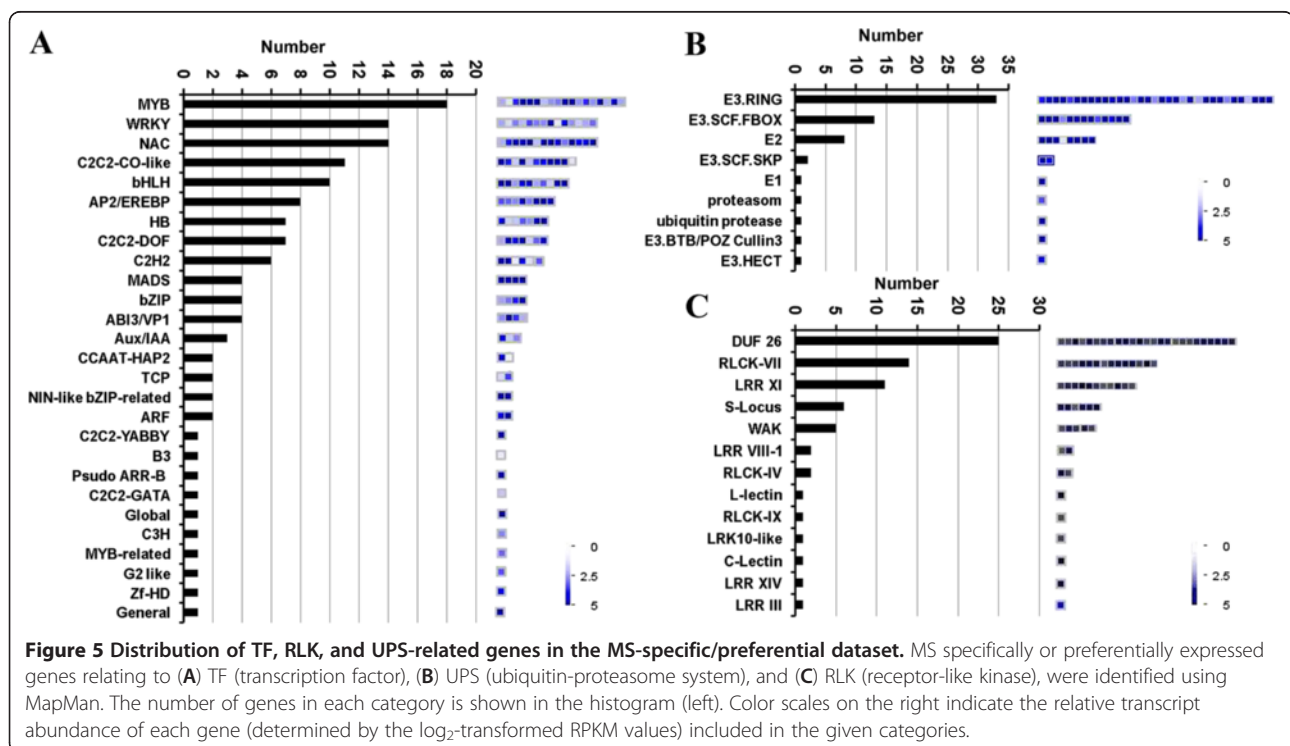 A
Number
0 2 4 6 8 10 12 14 16 18 20
MYB
WRKY
NAC
C2C2-CO-like
bHLH
AP2/EREBP
HB
C2C2-DOF
C2H2
MADS
bZIP
ABI3/VP1
Aux/IAA
CCAAT-HAP2
TCP
NIN-like bZIP-related
ARF
C2C2-YABBY
B3
Psudo ARR-B
C2C2-GATA
Global
C3H
MYB-related
G2 like
Zf-HD
General
0
2.5
5
B
Number
0 5 10 15 20 25 30 35
E3.RING
E3.SCF.FBOX
E2
E3.SCF.SKP
E1
proteasom
ubiquitin protease
E3.BTB/POZ Cullin3
E3.HECT
0
2.5
5
C
Number
0 5 10 15 20 25 30
DUF 26
RLCK-VII
LRR XI
S-Locus
WAK
LRR VIII-1
RLCK-IV
L-lectin
RLCK-IX
LRK10-like
C-Lectin
LRR XIV
LRR III
0
2.5
5
Figure 5 Distribution of TF, RLK, and UPS-related genes in the MS-specific/preferential dataset. MS specifically or preferentially expressed
genes relating to (A) TF (transcription factor), (B) UPS (ubiquitin-proteasome system), and (C) RLK (receptor-like kinase), were identified using
MapMan. The number of genes in each category is shown in the histogram (left). Color scales on the right indicate the relative transcript
abundance of each gene (determined by the log₂-transformed RPKM values) included in the given categories.